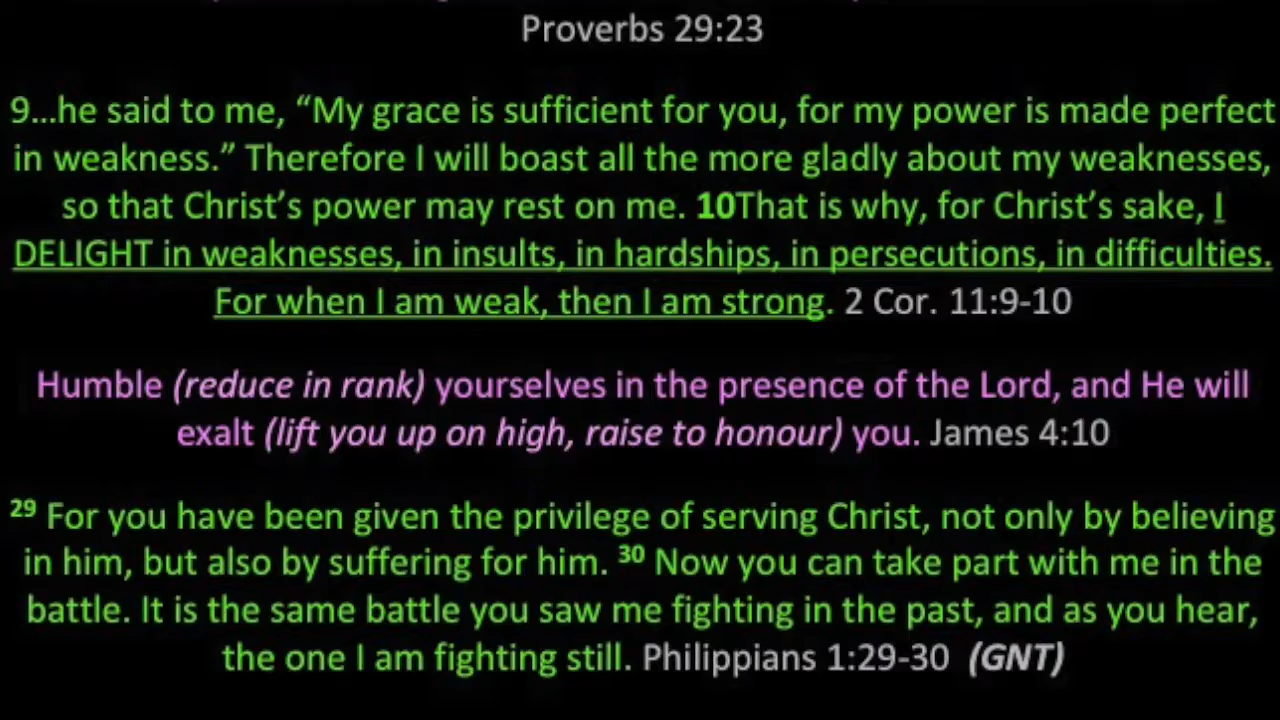 Proverbs 29:23
9...he said to me, “My grace is sufficient for you, for my power is made perfect
in weakness.” Therefore I will boast all the more gladly about my weaknesses,
so that Christ’s power may rest on me. 10That is why, for Christ’s sake, I
DELIGHT in weaknesses, in insults, in hardships, in persecutions, in difficulties.
For when I am weak, then I am strong. 2 Cor. 11:9-10
Humble (reduce in rank) yourselves in the presence of the Lord, and He will
exalt (lift you up on high, raise to honour) you. James 4:10
29 For you have been given the privilege of serving Christ, not only by believing
in him, but also by suffering for him. 30 Now you can take part with me in the
battle. It is the same battle you saw me fighting in the past, and as you hear,
the one I am fighting still. Philippians 1:29-30 (GNT)